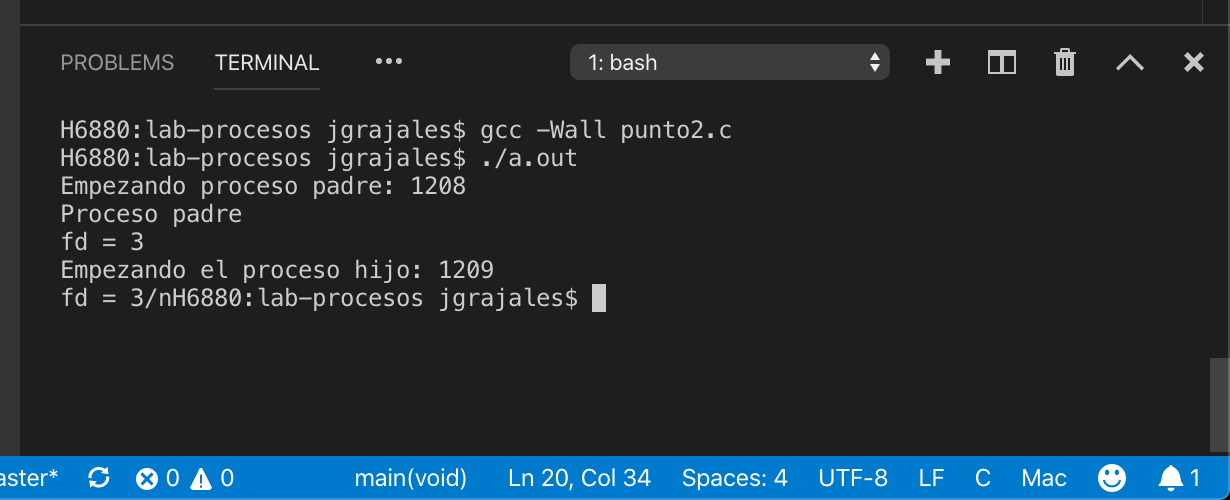 PROBLEMS TERMINAL ••• 1: bash
H6880:lab-procesos jgrajales$ gcc -Wall punto2.c
H6880:lab-procesos jgrajales$ ./a.out
Empezando proceso padre: 1208
Proceso padre
fd = 3
Empezando el proceso hijo: 1209
fd = 3/nH6880:lab-procesos jgrajales$
aster* 0 0 main(void) Ln 20, Col 34 Spaces: 4 UTF-8 LF C Mac 1